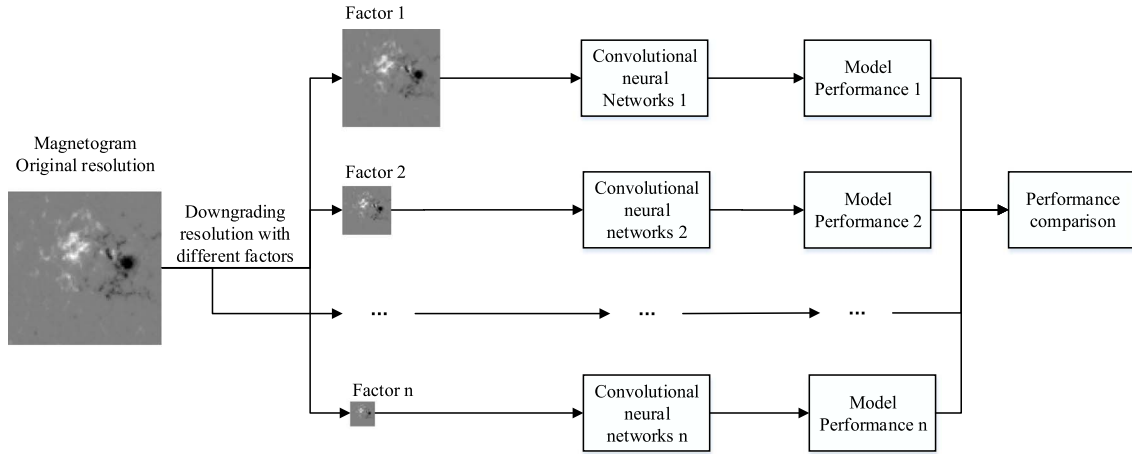 Magnetogram
Original resolution
Downgrading
resolution with
different factors
Factor 1
Convolutional
neural
Networks 1
Model
Performance 1
Factor 2
Convolutional
neural
networks 2
Model
Performance 2
Performance
comparison
...
...
...
Factor n
Convolutional
neural
networks n
Model
Performance n